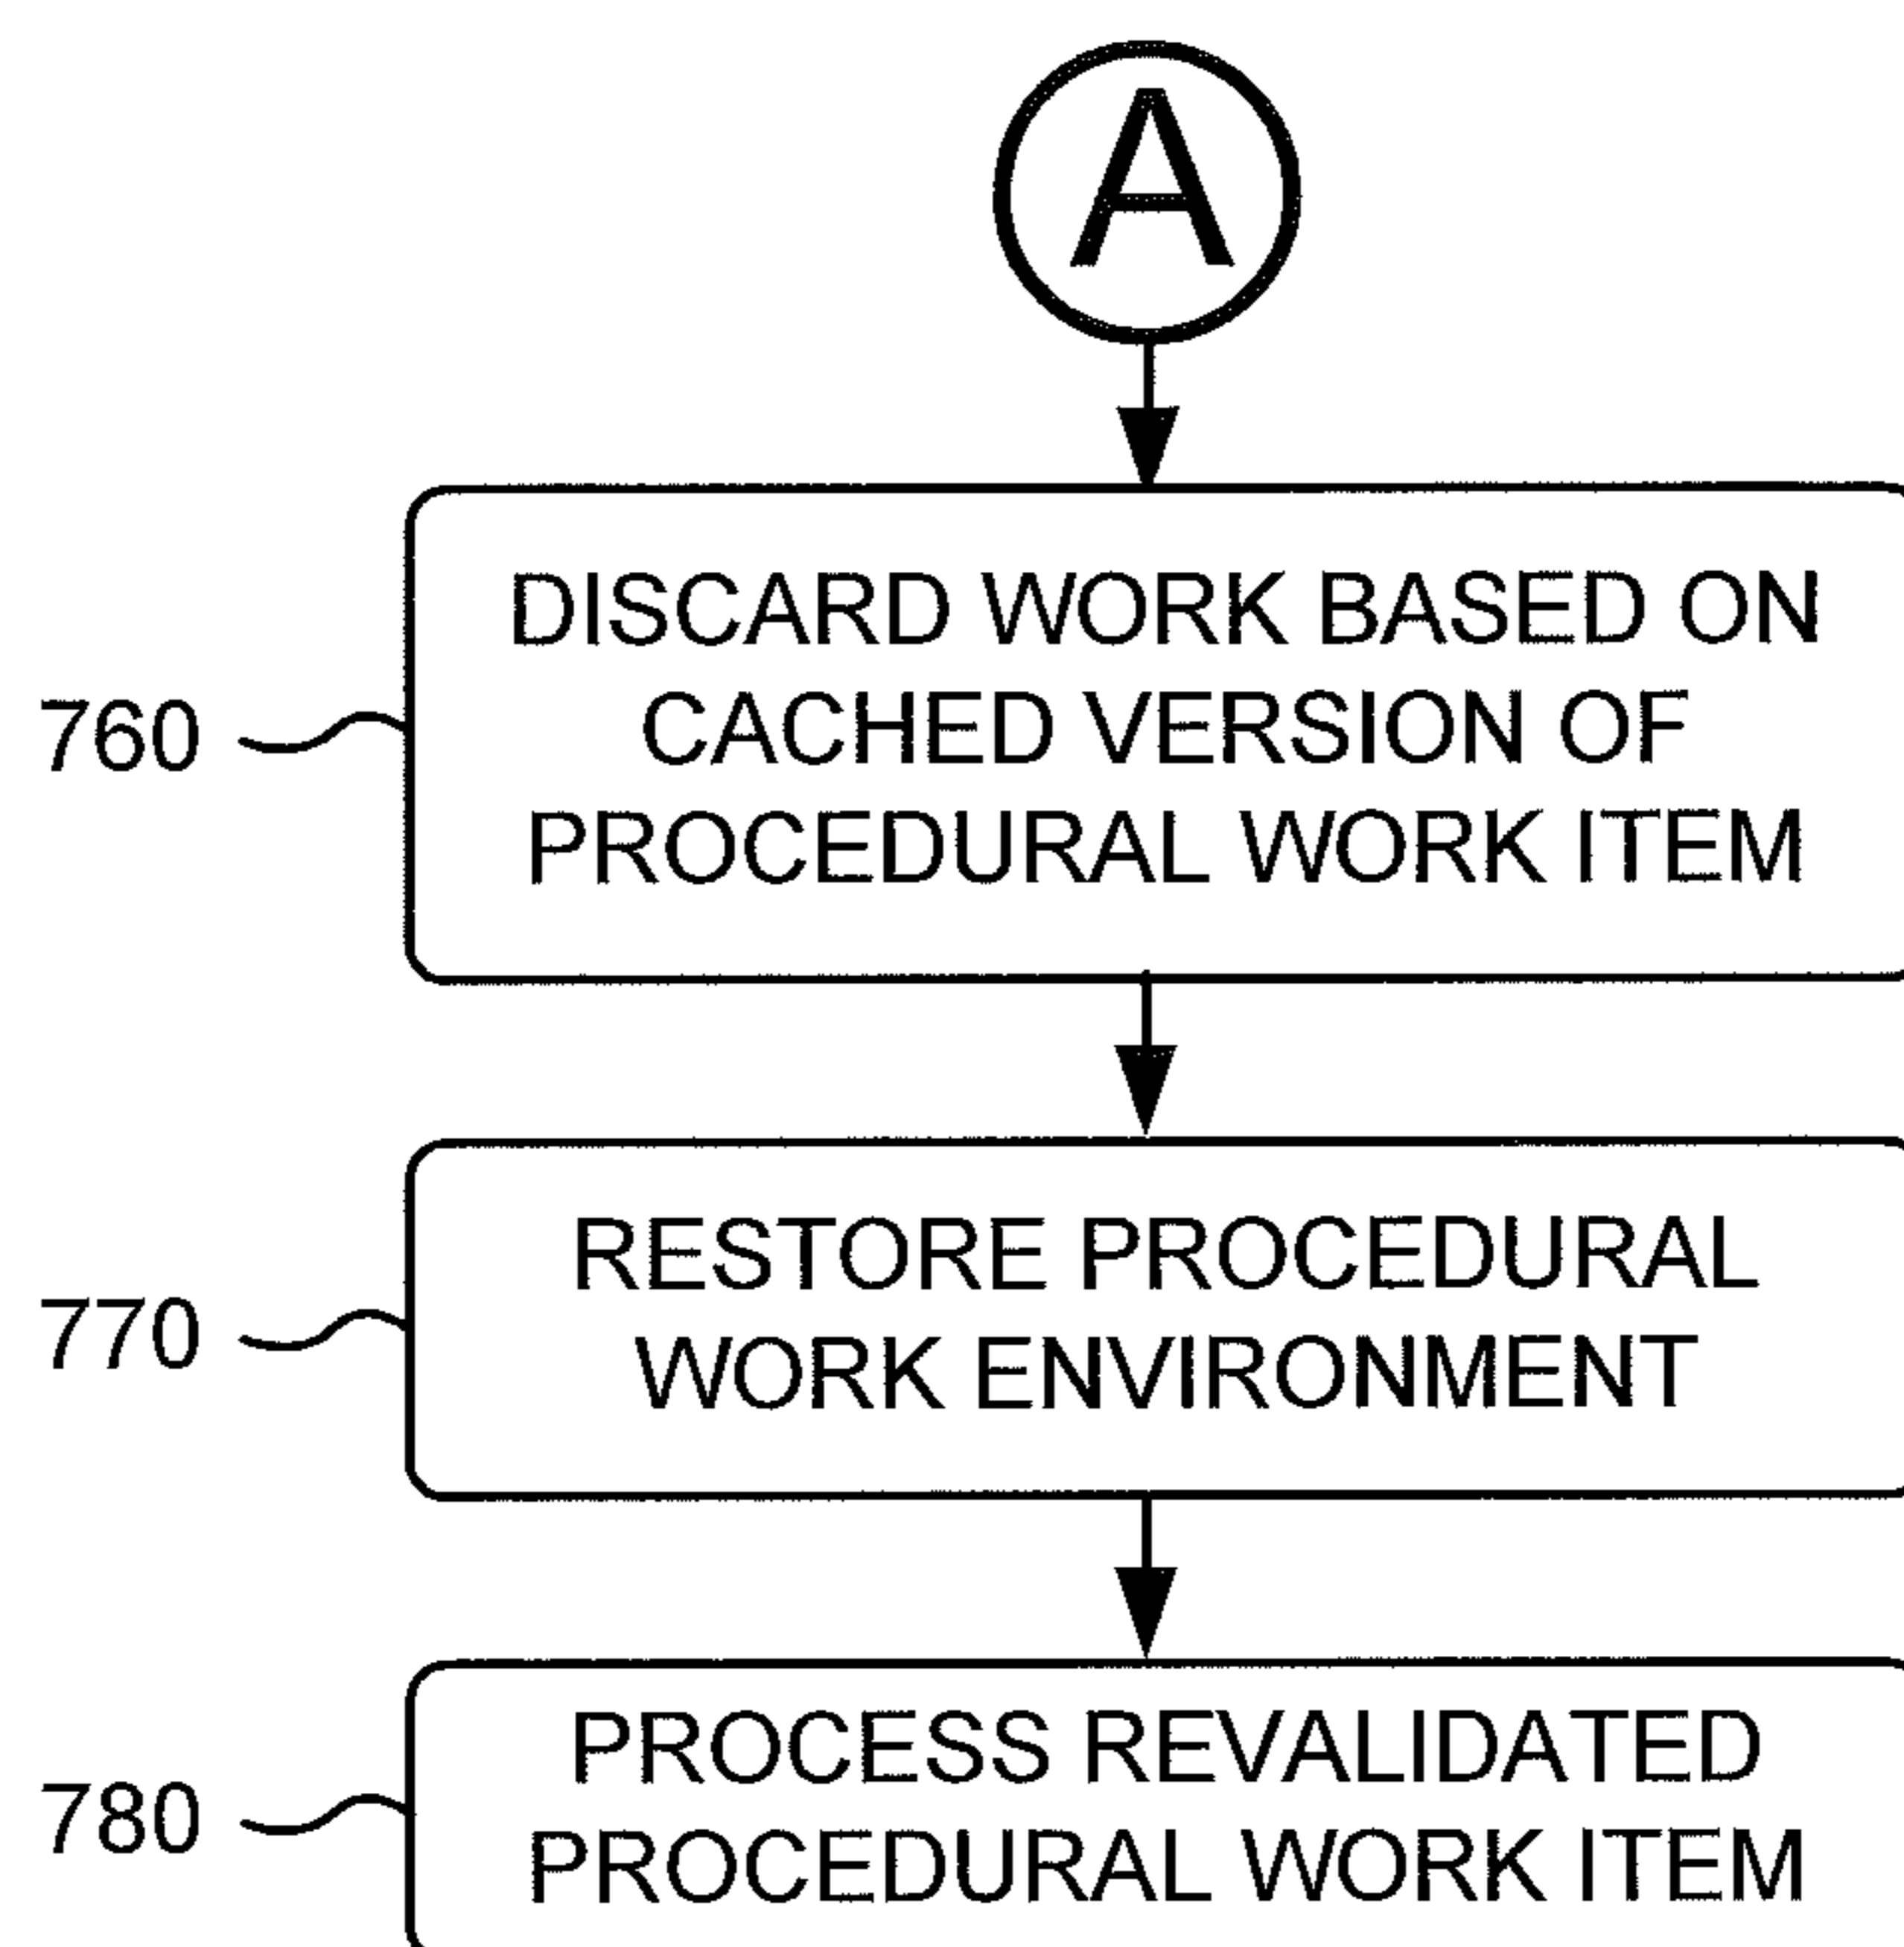 A
DISCARD WORK BASED ON
CACHED VERSION OF
760
PROCEDURAL WORK ITEM
RESTORE PROCEDURAL
770
WORK ENVIRONMENT
PROCESS REVALIDATED
780
PROCEDURAL WORK ITEM